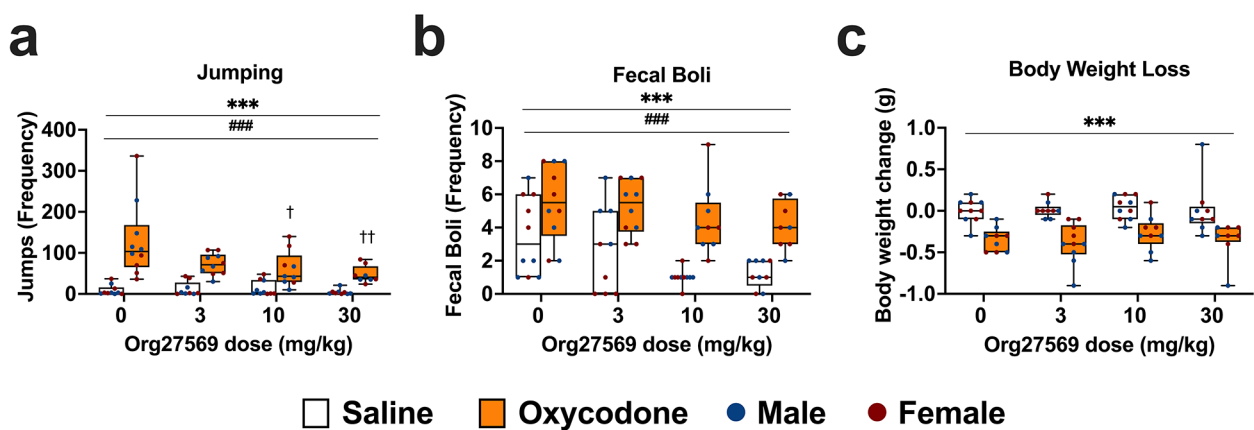 a
Jumping
***
###
Jumps (Frequency)
400
300
200
100
0
†
††
0 3 10 30
Org27569 dose (mg/kg)
b
Fecal Boli
***
###
Fecal Boli (Frequency)
10
8
6
4
2
0
0 3 10 30
Org27569 dose (mg/kg)
c
Body Weight Loss
***
Body weight change (g)
1.0
0.5
0.0
-0.5
-1.0
0 3 10 30
Org27569 dose (mg/kg)
Saline Oxycodone Male Female